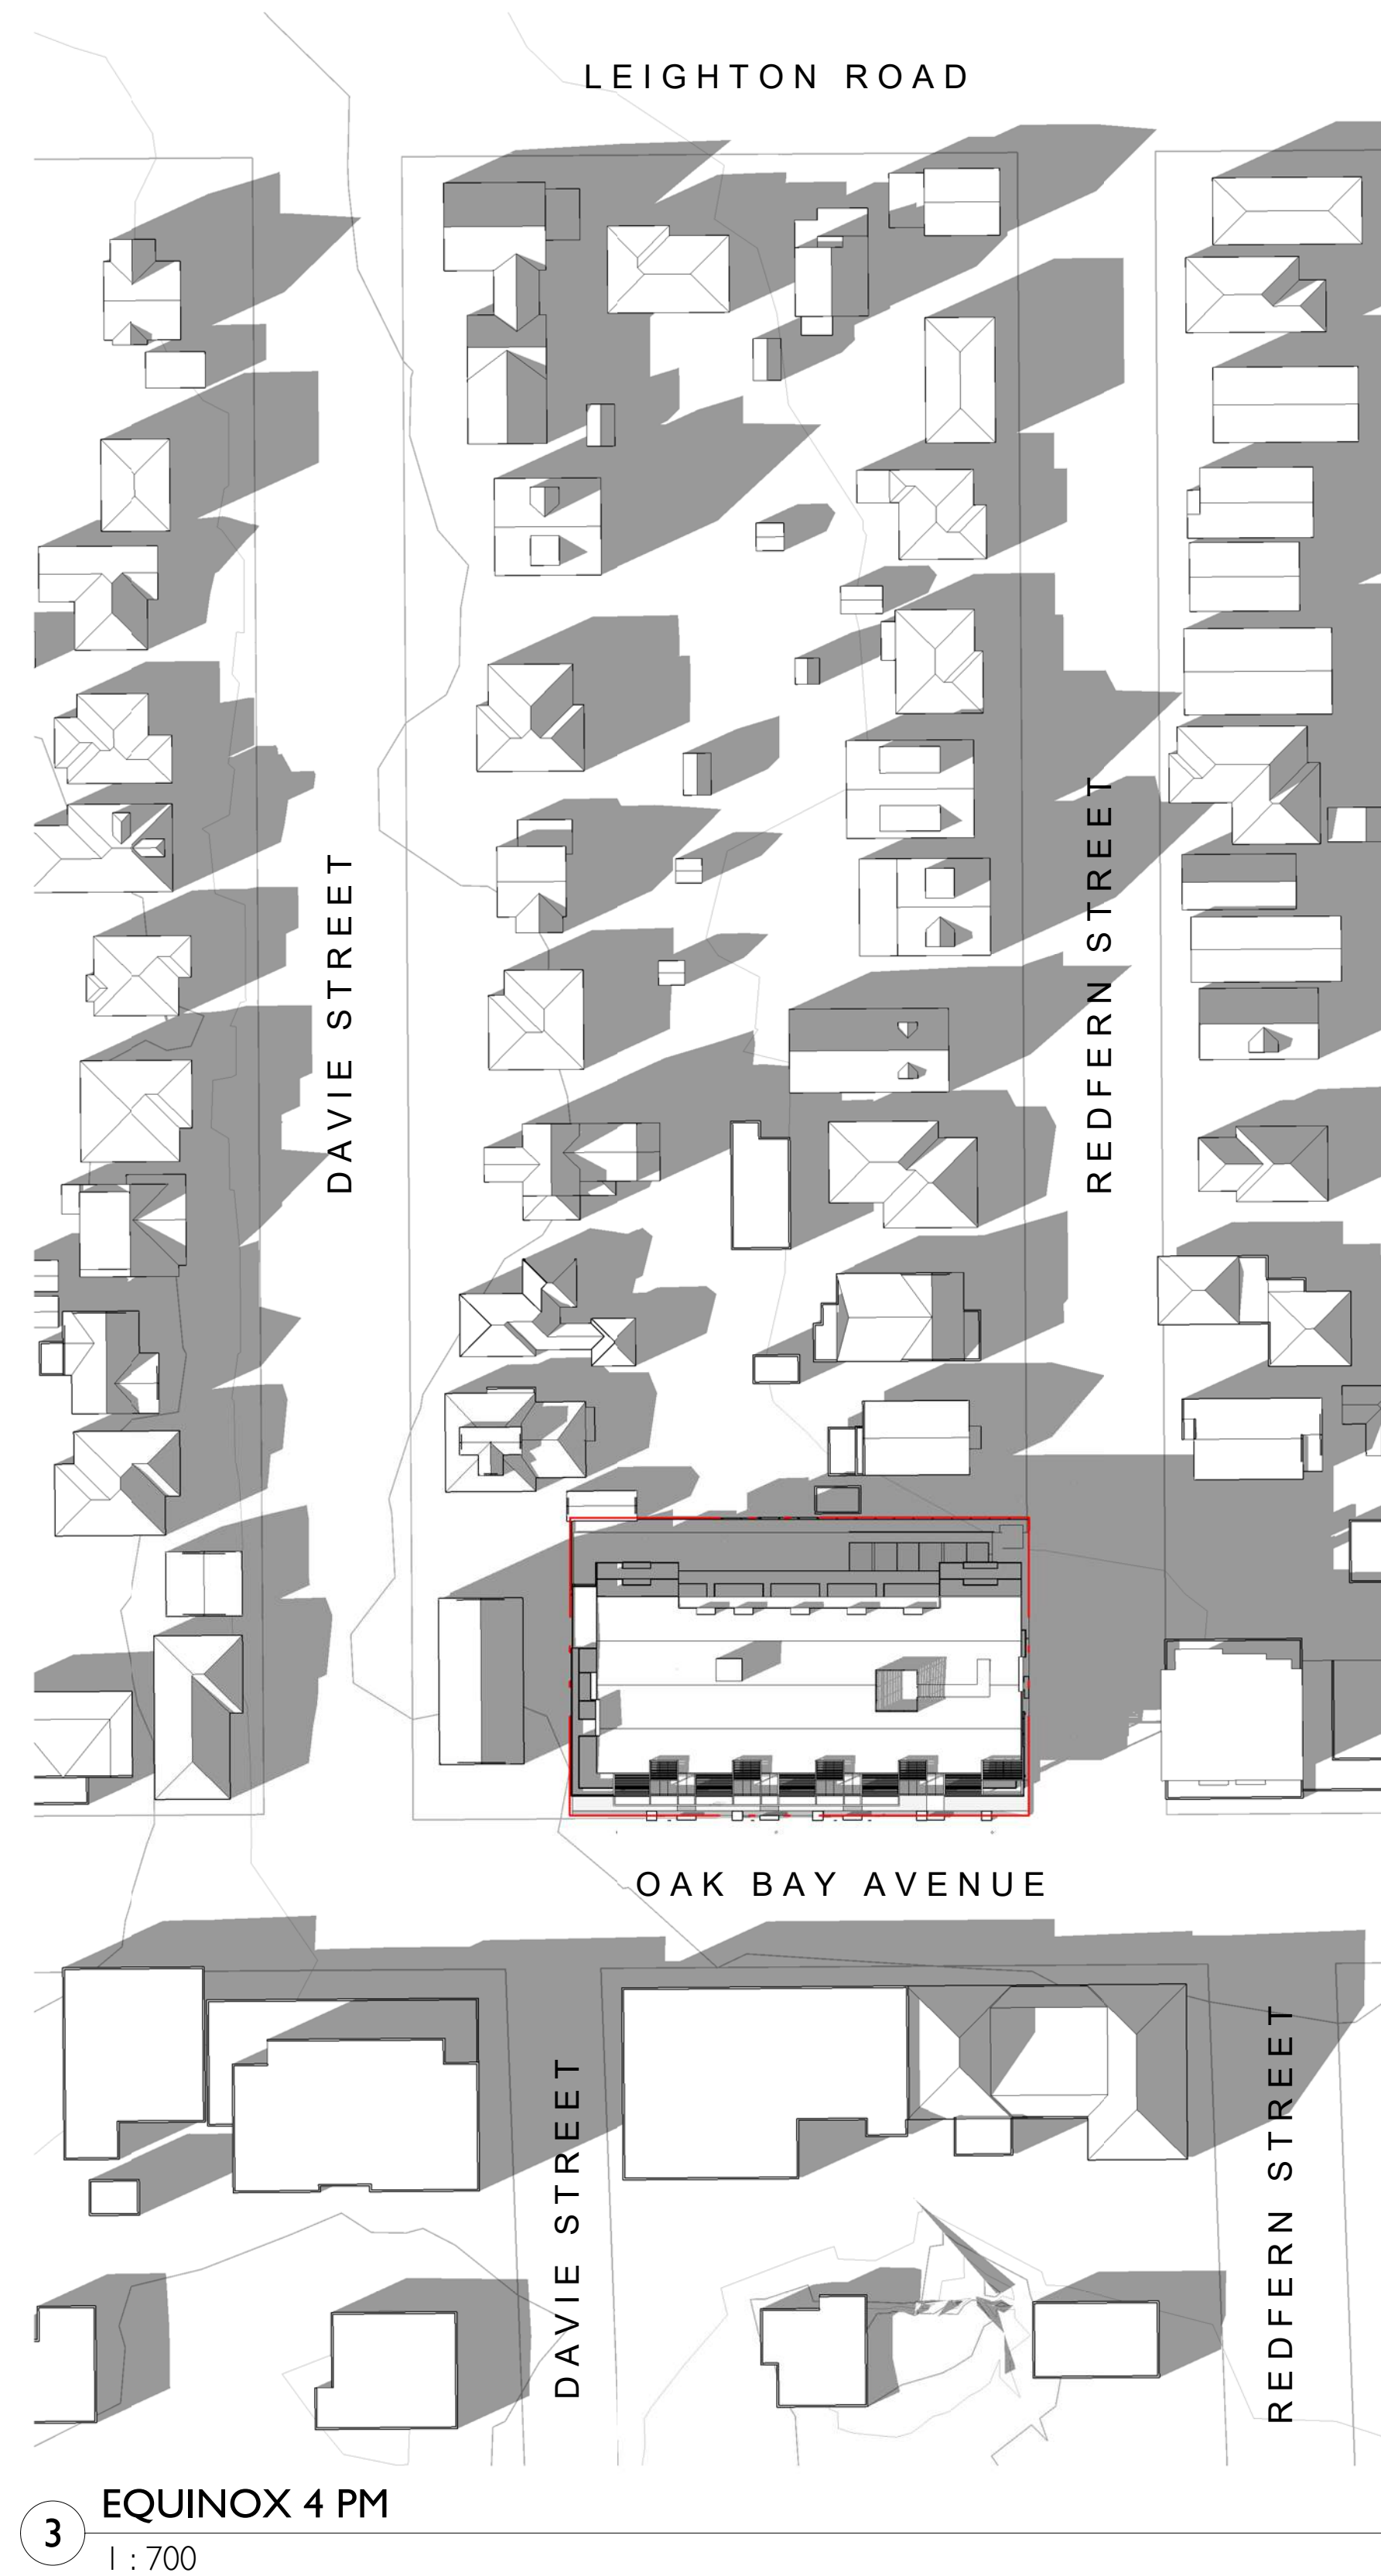 LEIGHTON ROAD
DAVIE STREET
REDFERN STREET
OAK BAY AVENUE
DAVIE STREET
REDFERN STREET
3
EQUINOX 4 PM
1 : 700